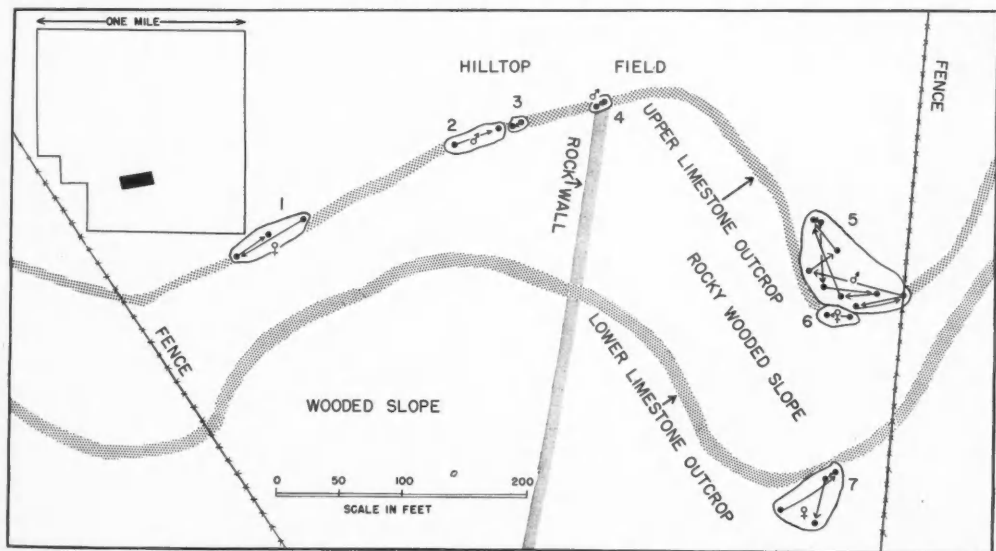 ONE MILE
HILLTOP FIELD
FENCE
3
♂
2
♂
4
UPPER LIMESTONE OUTCROP
ROCK WALL
1
♀
5
♂
ROCKY WOODED SLOPE
6
♀
FENCE
LOWER LIMESTONE OUTCROP
WOODED SLOPE
7
♀
0 50 100 200
SCALE IN FEET